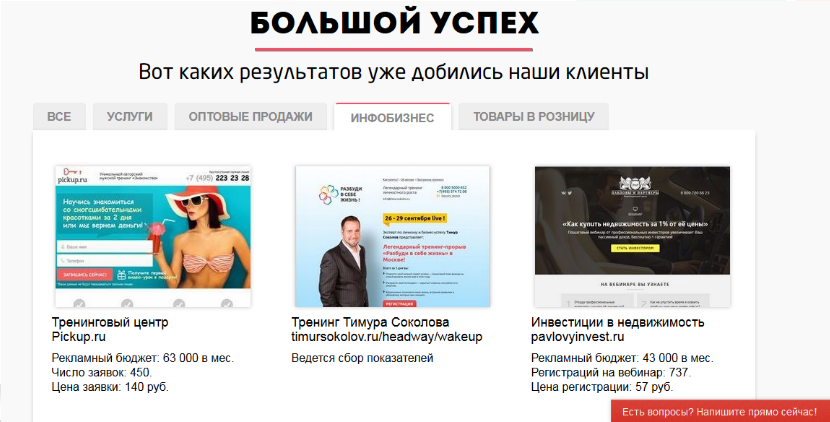 БОЛЬШОЙ УСПЕХ
Вот каких результатов уже добились наши клиенты
ВСЕ
УСЛУГИ
ОПТОВЫЕ ПРОДАЖИ
ИНФОБИЗНЕС
ТОВАРЫ В РОЗНИЦУ
pickup.ru
+7 (495) 223 23 28
Научись знакомиться
со сногсшибательными
красотками за 2 дня
или мы вернем деньги!
ЗАПИСАТЬСЯ СЕЙЧАС!
РАЗБУДИ
В СЕБЕ
ЖИЗНЬ!
26 - 29 сентября live!
Легендарный тренинг-прорыв
«Разбуди в себе жизнь» в
Москве!
РЕГИСТРАЦИЯ
«Как купить недвижимость за 1% от её цены»
СТАТЬ ИНВЕСТОРОМ
НА ВЕБИНАРЕ ВЫ УЗНАЕТЕ
Тренинговый центр
Pickup.ru
Рекламный бюджет: 63 000 в мес.
Число заявок: 450.
Цена заявки: 140 руб.
Тренинг Тимура Соколова
timursokolov.ru/headway/wakeup
Ведется сбор показателей
Инвестиции в недвижимость
pavlovyinvest.ru
Рекламный бюджет: 43 000 в мес.
Регистраций на вебинар: 737.
Цена регистрации: 57 руб.
Есть вопросы? Напишите прямо сейчас!